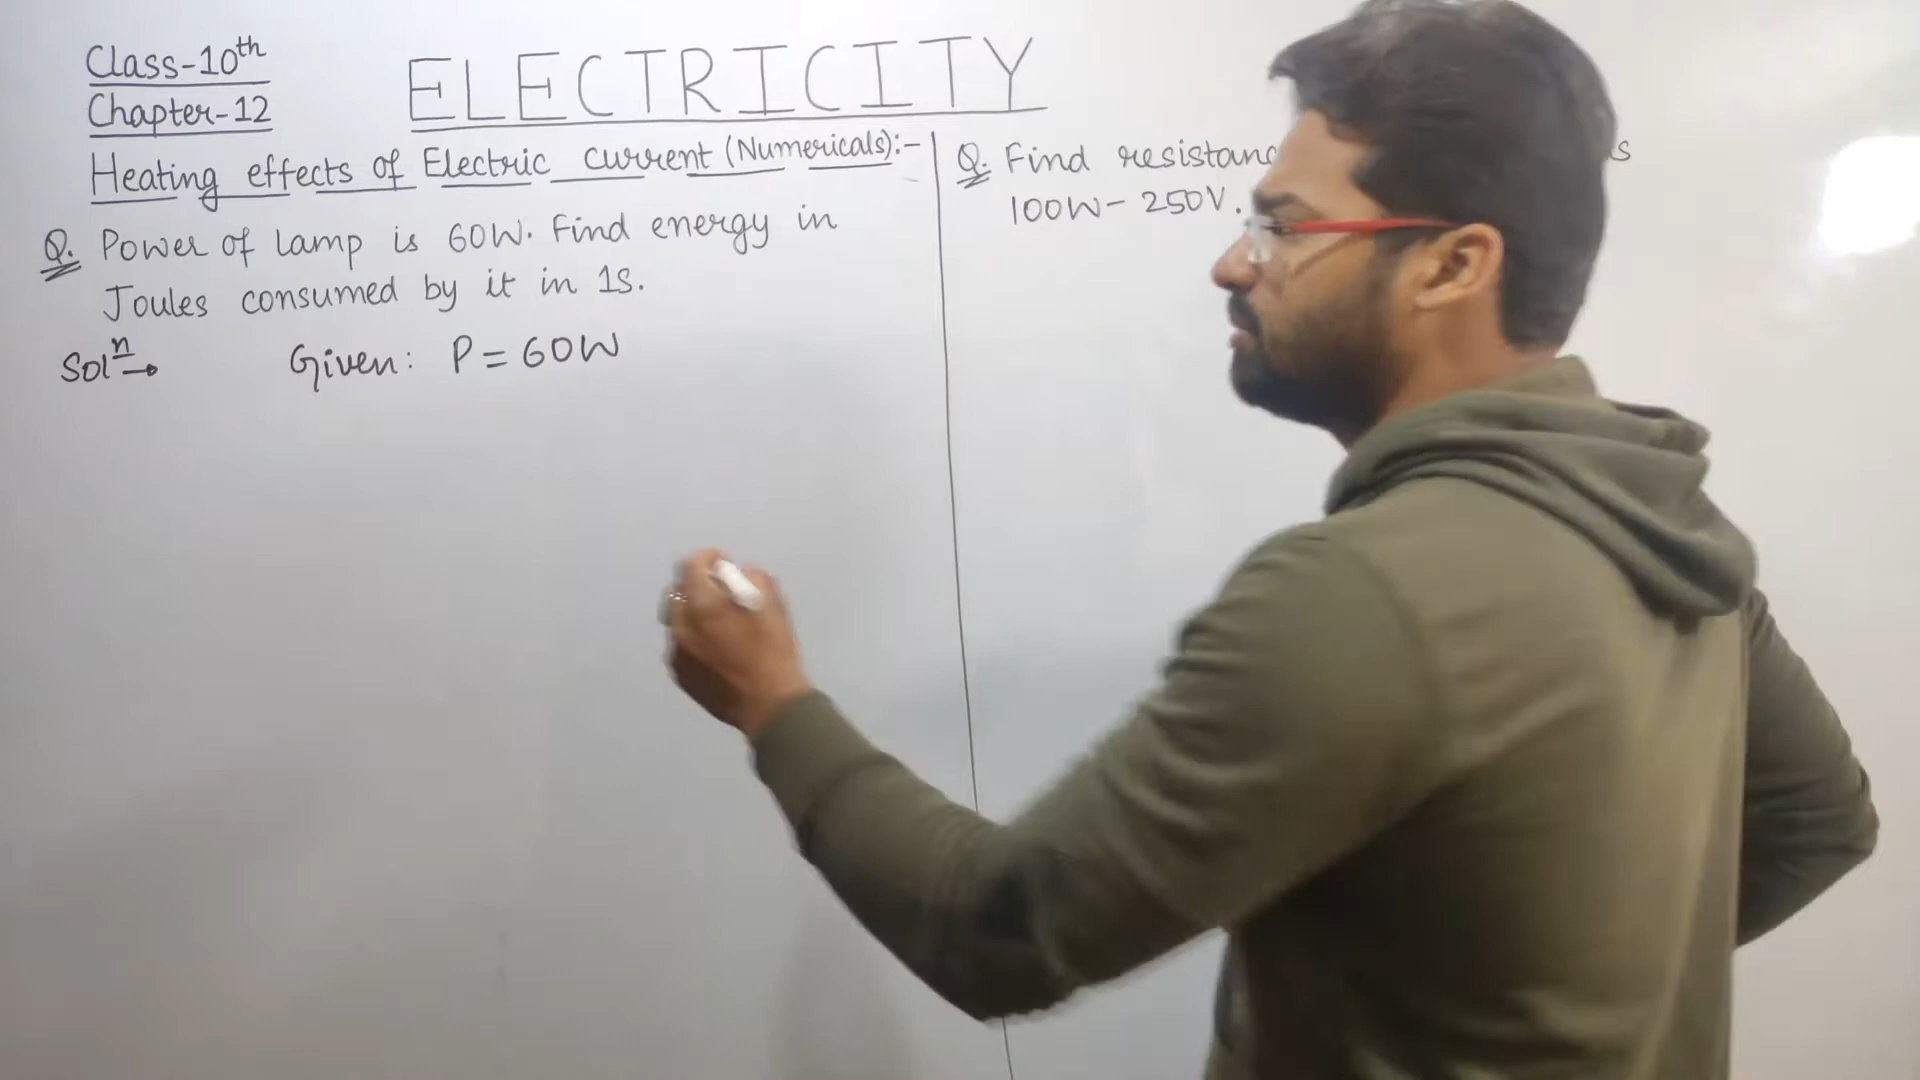 Class-10th
Chapter-12
ELECTRICITY
Heating effects of Electric current (Numericals):-
Q. Power of lamp is 60W. Find energy in
Joules consumed by it in 1s.
Solⁿ→ Given: P = 60W
Q. Find
100W- 250V.